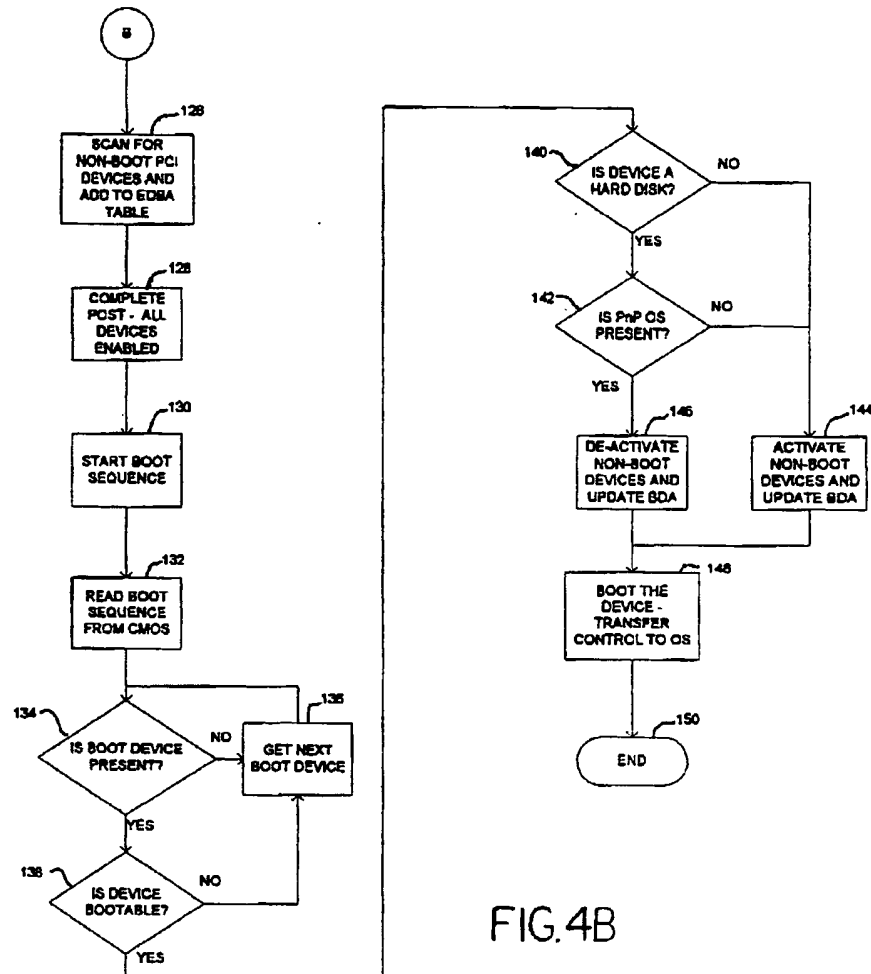 B
128
SCAN FOR
NON-BOOT PCI
DEVICES AND
ADD TO EDBA
TABLE
128
COMPLETE
POST - ALL
DEVICES
ENABLED
130
START BOOT
SEQUENCE
132
READ BOOT
SEQUENCE
FROM CMOS
134
IS BOOT DEVICE
PRESENT?
NO
136
GET NEXT
BOOT DEVICE
YES
138
IS DEVICE
BOOTABLE?
NO
YES
140
IS DEVICE A
HARD DISK?
NO
YES
142
IS PnP OS
PRESENT?
NO
YES
146
DE-ACTIVATE
NON-BOOT
DEVICES AND
UPDATE BDA
144
ACTIVATE
NON-BOOT
DEVICES AND
UPDATE BDA
148
BOOT THE
DEVICE -
TRANSFER
CONTROL TO OS
150
END
FIG.4B